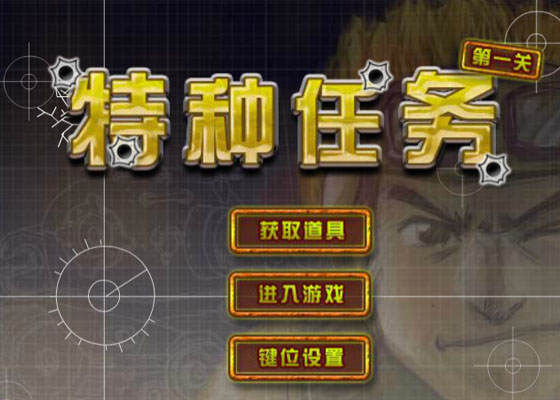 第一关
特种任务
获取道具
进入游戏
键位设置